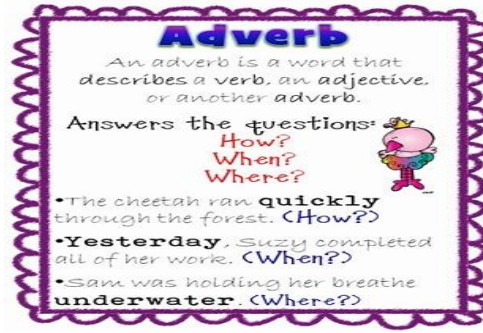 Adverb
An adverb is a word that
describes a verb, an adjective,
or another adverb.
Answers the questions:
How?
When?
Where?
•The cheetah ran quickly
through the forest. (How?)
•Yesterday, Suzy completed
all of her work. (When?)
•Sam was holding her breathe
underwater. (Where?)